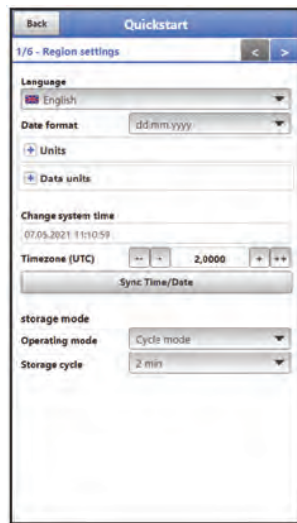 Back Quickstart
1/6 - Region settings < >
Language
English
Date format dd.mm.yyyy
+ Units
+ Data units
Change system time
07.05.2021 11:10:59
Timezone (UTC) -- - 2,0000 + ++
Sync Time/Date
storage mode
Operating mode Cycle mode
Storage cycle 2 min